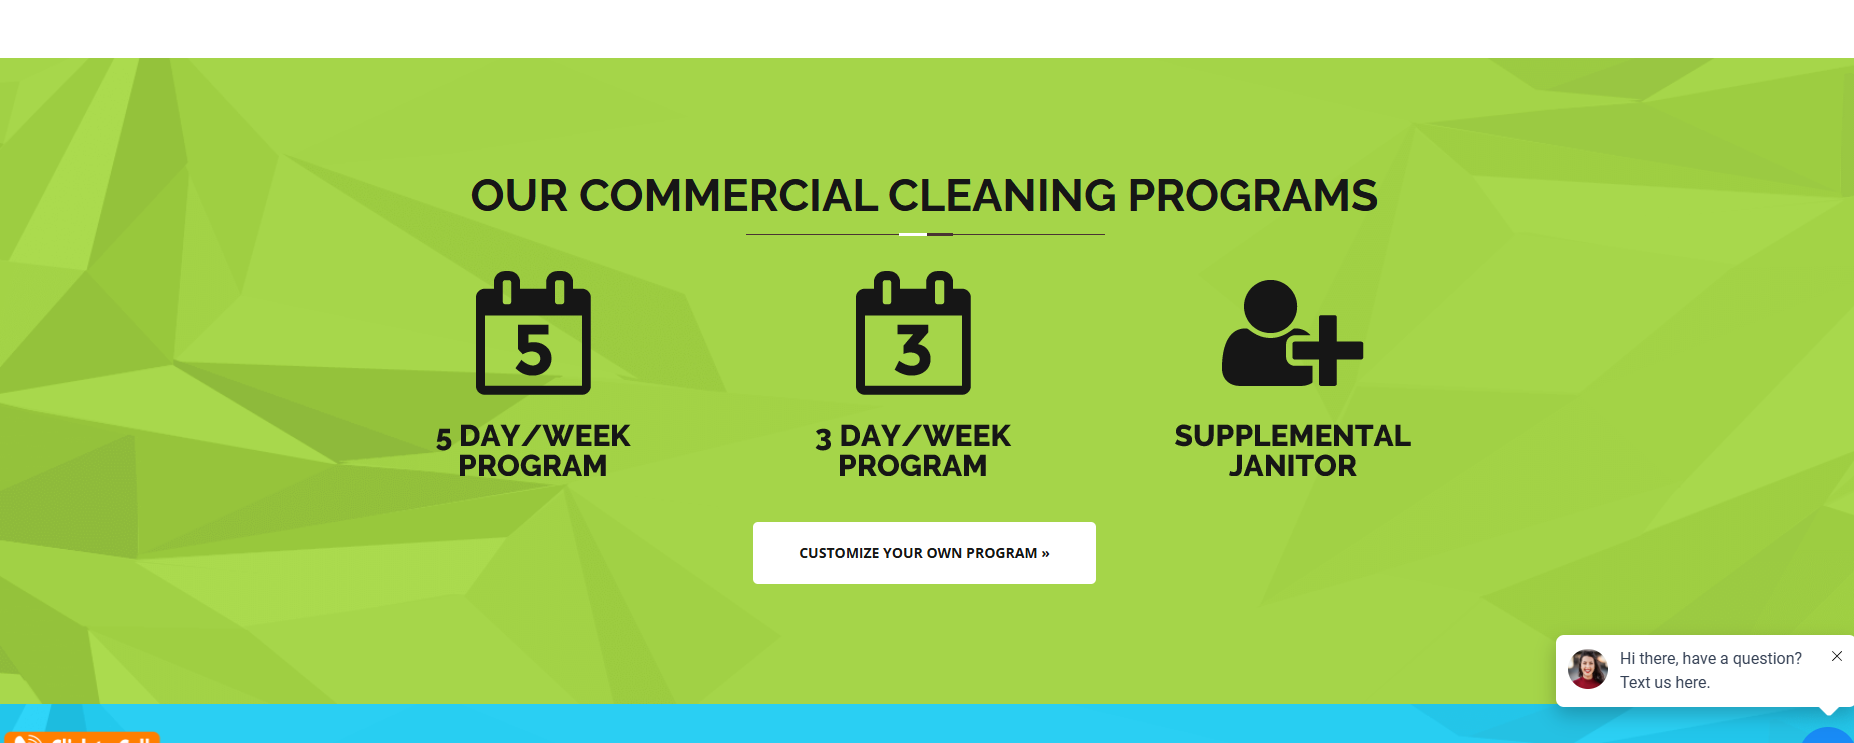 OUR COMMERCIAL CLEANING PROGRAMS
5
3
5 DAY/WEEK
PROGRAM
3 DAY/WEEK
PROGRAM
SUPPLEMENTAL
JANITOR
CUSTOMIZE YOUR OWN PROGRAM »
Hi there, have a question?
Text us here.